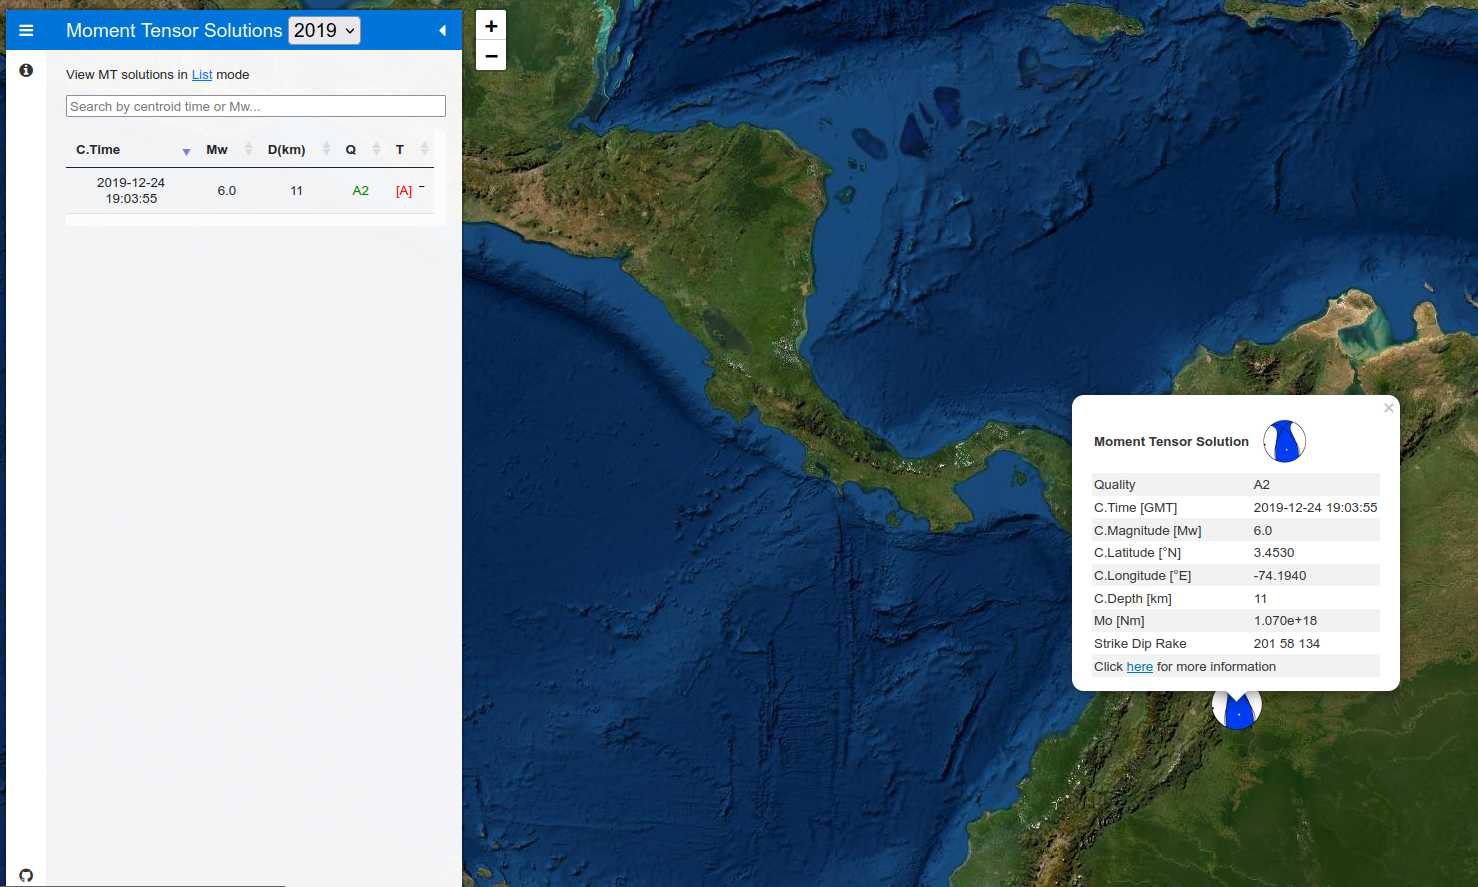 Moment Tensor Solutions 2019
View MT solutions in List mode
Search by centroid time or Mw...
C.Time Mw D(km) Q T
2019-12-24
19:03:55
6.0 11 A2 [A] -
+
−
×
Moment Tensor Solution
Quality A2
C.Time [GMT] 2019-12-24 19:03:55
C.Magnitude [Mw] 6.0
C.Latitude [°N] 3.4530
C.Longitude [°E] -74.1940
C.Depth [km] 11
Mo [Nm] 1.070e+18
Strike Dip Rake 201 58 134
Click here for more information